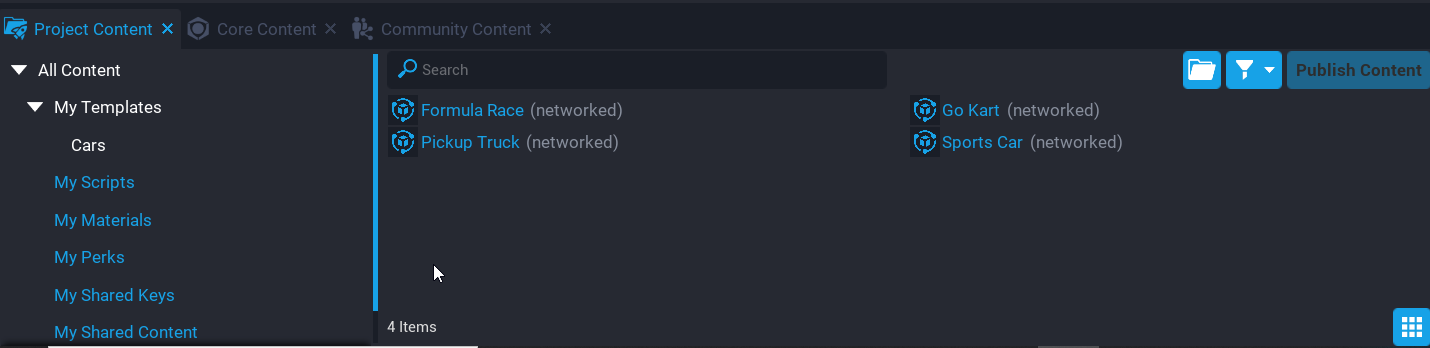 Project Content Core Content Community Content
All Content
My Templates
Cars
My Scripts
My Materials
My Perks
My Shared Keys
My Shared Content
Search
Publish Content
Formula Race (networked) Go Kart (networked)
Pickup Truck (networked) Sports Car (networked)
4 Items